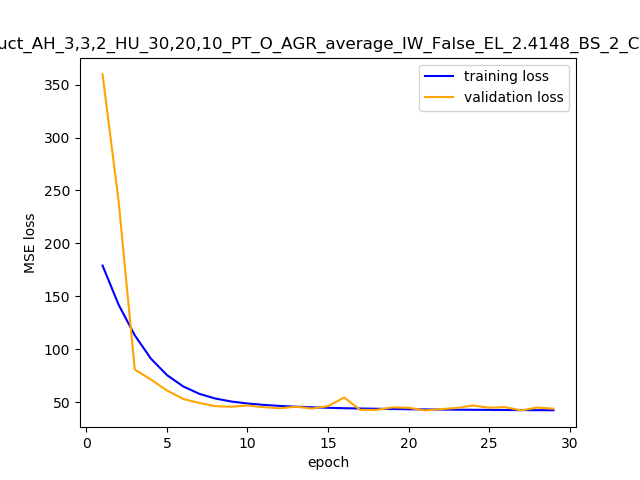 uct_AH_3,3,2_HU_30,20,10_PT_O_AGR_average_IW_False_EL_2.4148_BS_2_C
training loss
validation loss
MSE loss
350
300
250
200
150
100
50
0 5 10 15 20 25 30
epoch